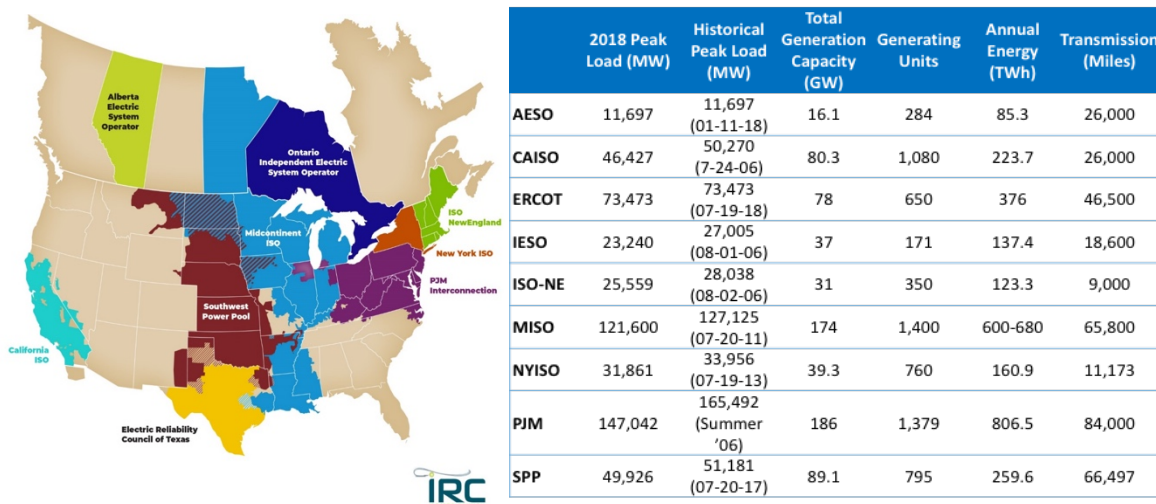 Alberta
Electric
System
Operator
Ontario
Independent Electric
System Operator
ISO
NewEngland
Midcontinent
ISO
New York ISO
PJM
Interconnection
Southwest
Power Pool
California
ISO
Electric Reliability
Council of Texas
IRC
2018 Peak Load (MW) Historical Peak Load (MW) Total Generation Capacity (GW) Generating Units Annual Energy (TWh) Transmission (Miles)
AESO 11,697 11,697 (01-11-18) 16.1 284 85.3 26,000
CAISO 46,427 50,270 (7-24-06) 80.3 1,080 223.7 26,000
ERCOT 73,473 73,473 (07-19-18) 78 650 376 46,500
IESO 23,240 27,005 (08-01-06) 37 171 137.4 18,600
ISO-NE 25,559 28,038 (08-02-06) 31 350 123.3 9,000
MISO 121,600 127,125 (07-20-11) 174 1,400 600-680 65,800
NYISO 31,861 33,956 (07-19-13) 39.3 760 160.9 11,173
PJM 147,042 165,492 (Summer ’06) 186 1,379 806.5 84,000
SPP 49,926 51,181 (07-20-17) 89.1 795 259.6 66,497